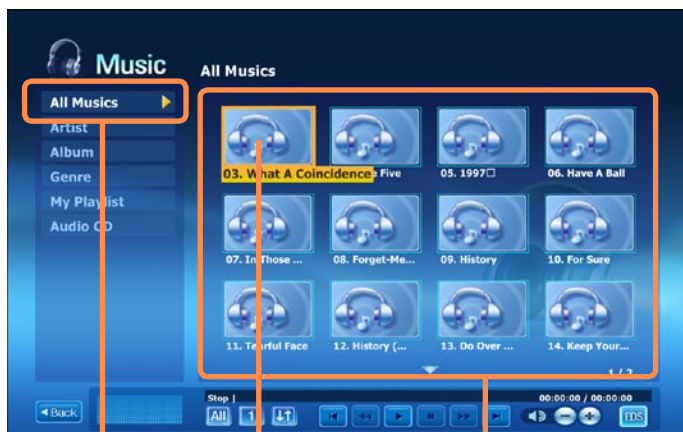 Music
All Musics
All Musics
Artist
Album
Genre
My Playlist
Audio CD
03. What A Coincidence : Five 05. 1997□ 06. Have A Ball
07. In Those ... 08. Forget-Me... 09. History 10. For Sure
11. Tearful Face 12. History (... 13. Do Over ... 14. Keep Your...
1 / 2
Stop | 00:00:00 / 00:00:00
Back All 1 EDS